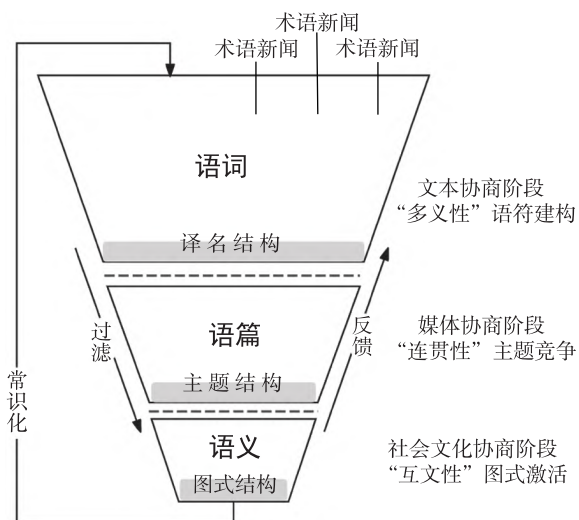 术语新闻
术语新闻
术语新闻
语词
译名结构
文本协商阶段
“多义性”语符建构
过滤
反馈
语篇
主题结构
媒体协商阶段
“连贯性”主题竞争
常识化
语义
图式结构
社会文化协商阶段
“互文性”图式激活